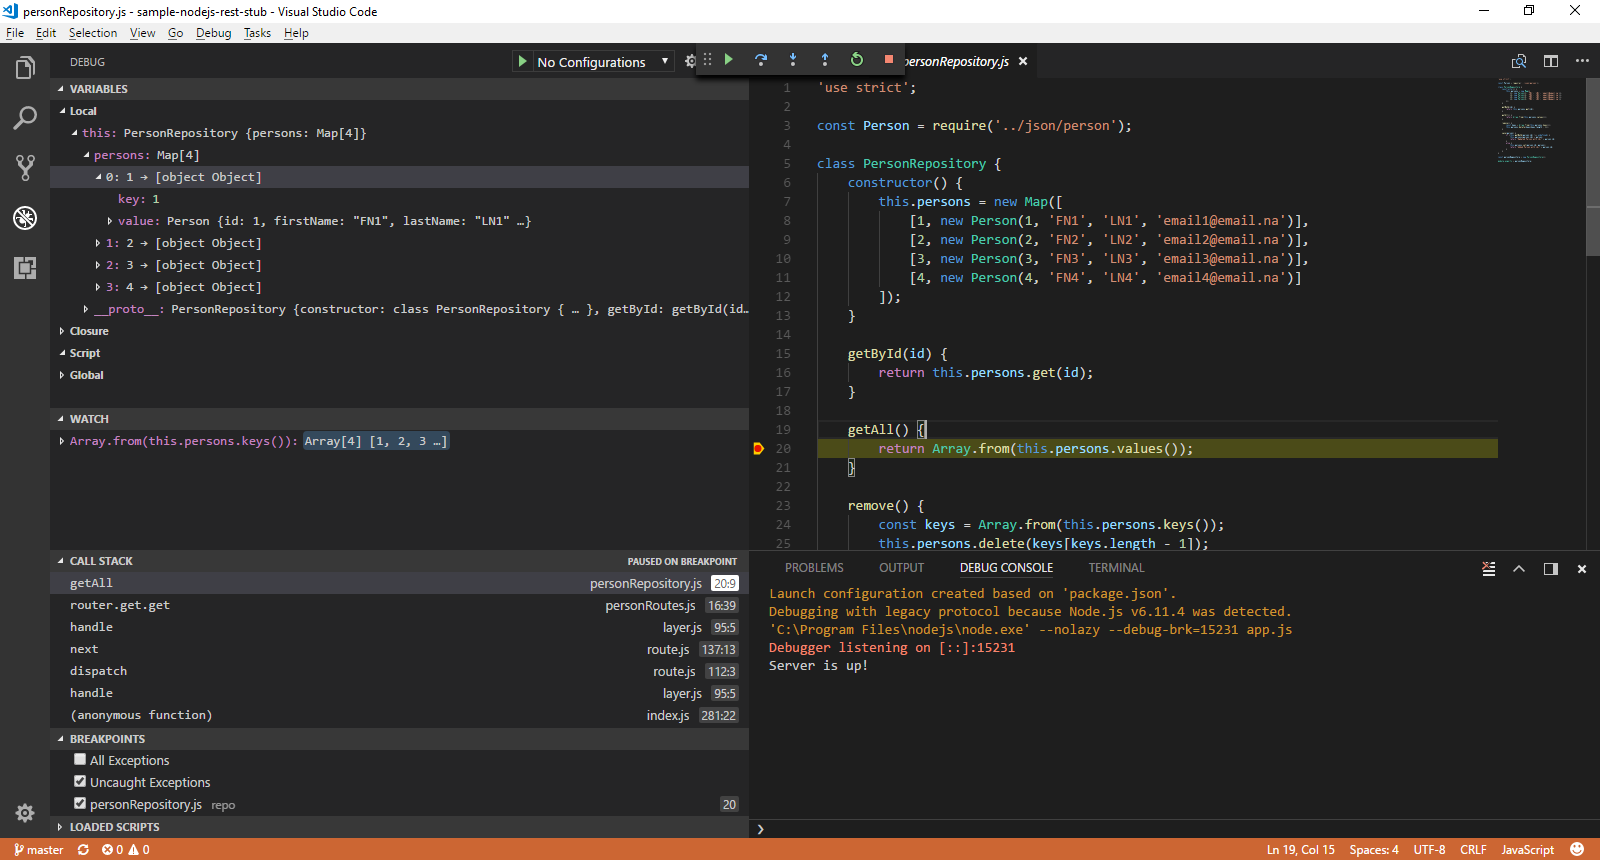 personRepository.js - sample-nodejs-rest-stub - Visual Studio Code
File Edit Selection View Go Debug Tasks Help
DEBUG
No Configurations
VARIABLES
Local
this: PersonRepository {persons: Map[4]}
persons: Map[4]
0: 1 → [object Object]
key: 1
value: Person {id: 1, firstName: "FN1", lastName: "LN1" …}
1: 2 → [object Object]
2: 3 → [object Object]
3: 4 → [object Object]
__proto__: PersonRepository {constructor: class PersonRepository { … }, getById: getById(id…
Closure
Script
Global
WATCH
Array.from(this.persons.keys()): Array[4] [1, 2, 3 …]
CALL STACK PAUSED ON BREAKPOINT
getAll personRepository.js 20:9
router.get.get personRoutes.js 16:39
handle layer.js 95:5
next route.js 137:13
dispatch route.js 112:3
handle layer.js 95:5
(anonymous function) index.js 281:22
BREAKPOINTS
All Exceptions
Uncaught Exceptions
personRepository.js repo 20
LOADED SCRIPTS
personRepository.js
1 'use strict';
2
3 const Person = require('../json/person');
4
5 class PersonRepository {
6 constructor() {
7 this.persons = new Map([
8 [1, new Person(1, 'FN1', 'LN1', 'email1@email.na')],
9 [2, new Person(2, 'FN2', 'LN2', 'email2@email.na')],
10 [3, new Person(3, 'FN3', 'LN3', 'email3@email.na')],
11 [4, new Person(4, 'FN4', 'LN4', 'email4@email.na')]
12 ]);
13 }
14
15 getById(id) {
16 return this.persons.get(id);
17 }
18
19 getAll() {
20 return Array.from(this.persons.values());
21 }
22
23 remove() {
24 const keys = Array.from(this.persons.keys());
25 this.persons.delete(keys[keys.length - 1]);
PROBLEMS OUTPUT DEBUG CONSOLE TERMINAL
Launch configuration created based on 'package.json'.
Debugging with legacy protocol because Node.js v6.11.4 was detected.
'C:\Program Files\nodejs\node.exe' --nolazy --debug-brk=15231 app.js
Debugger listening on [::]:15231
Server is up!
master 0 0 Ln 19, Col 15 Spaces: 4 UTF-8 CRLF JavaScript